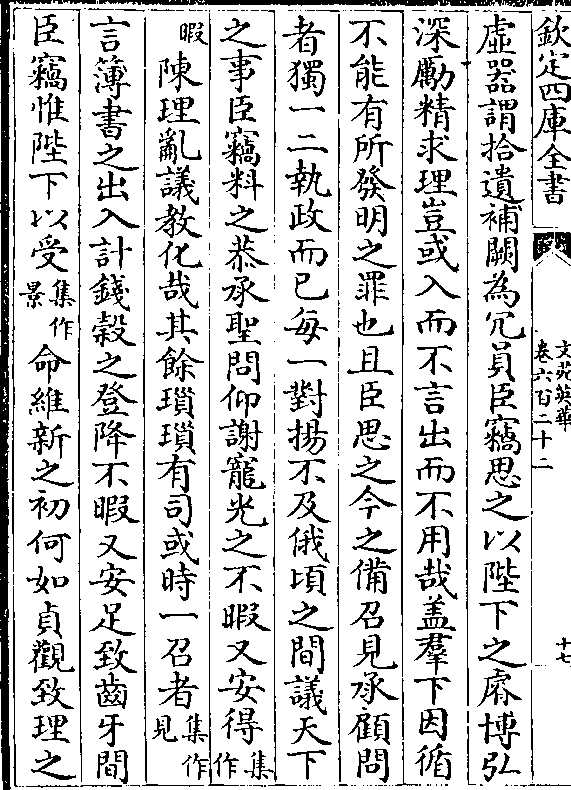 欽定四庫全書
文苑英華
卷六百二十二
十七
虛器謂拾遺補闕為冗員臣竊思之以陛下之睿博弘
深勵精求理豈或入而不言出而不用哉盖羣下因循
不能有所發明之罪也且臣思之今之備召見承顧問
者獨一二執政而已每一對揚不及俄頃之間議天下
之事臣竊料之恭承聖問仰謝寵光之不暇又安得集作
暇陳理亂議教化哉其餘瑣瑣有司或時一召者集作見
言簿書之出入計錢穀之登降不暇又安足致齒牙間
臣竊惟陛下以受集作景命維新之初何如貞觀致理之